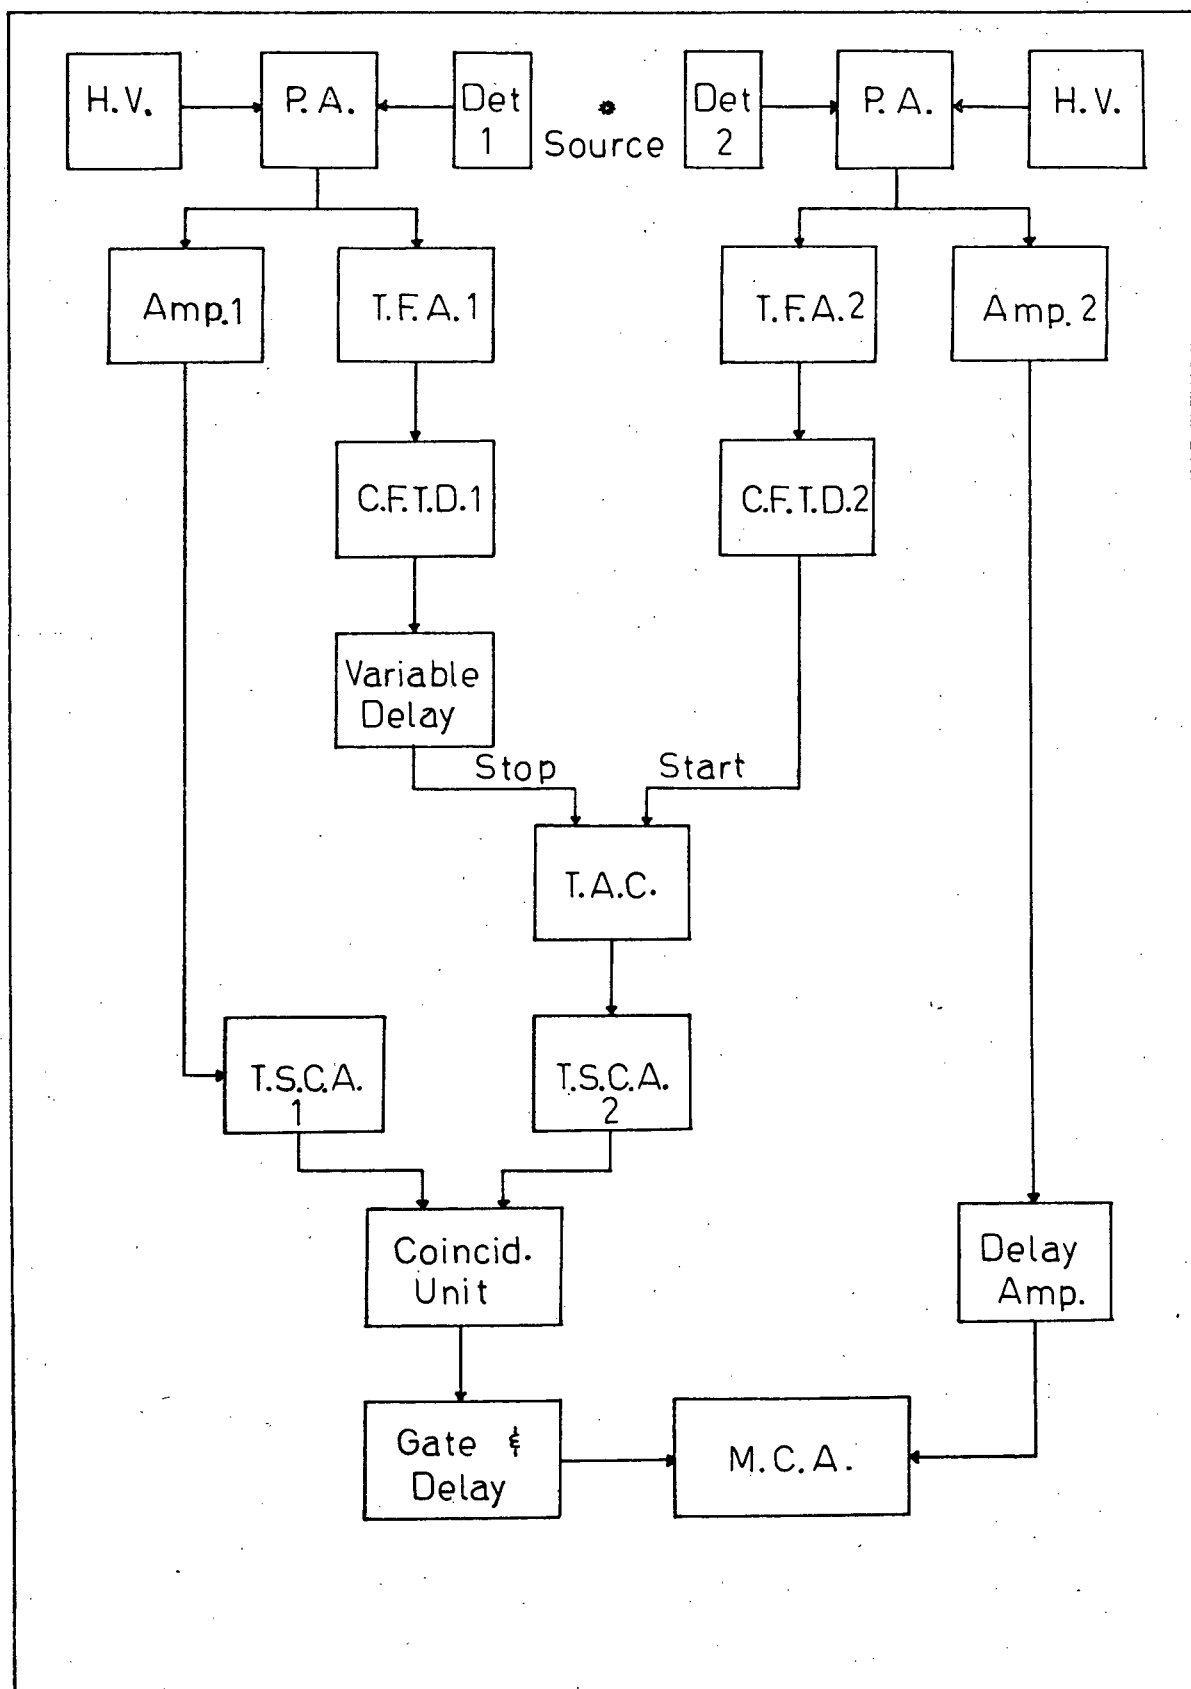 H.V.
P.A.
Det
1
Source
Det
2
P.A.
H.V.
Amp.1
T.F.A.1
T.F.A.2
Amp.2
C.F.T.D.1
C.F.T.D.2
Variable
Delay
Stop
Start
T.A.C.
T.S.C.A.
1
T.S.C.A.
2
Coincid.
Unit
Delay
Amp.
Gate &
Delay
M.C.A.